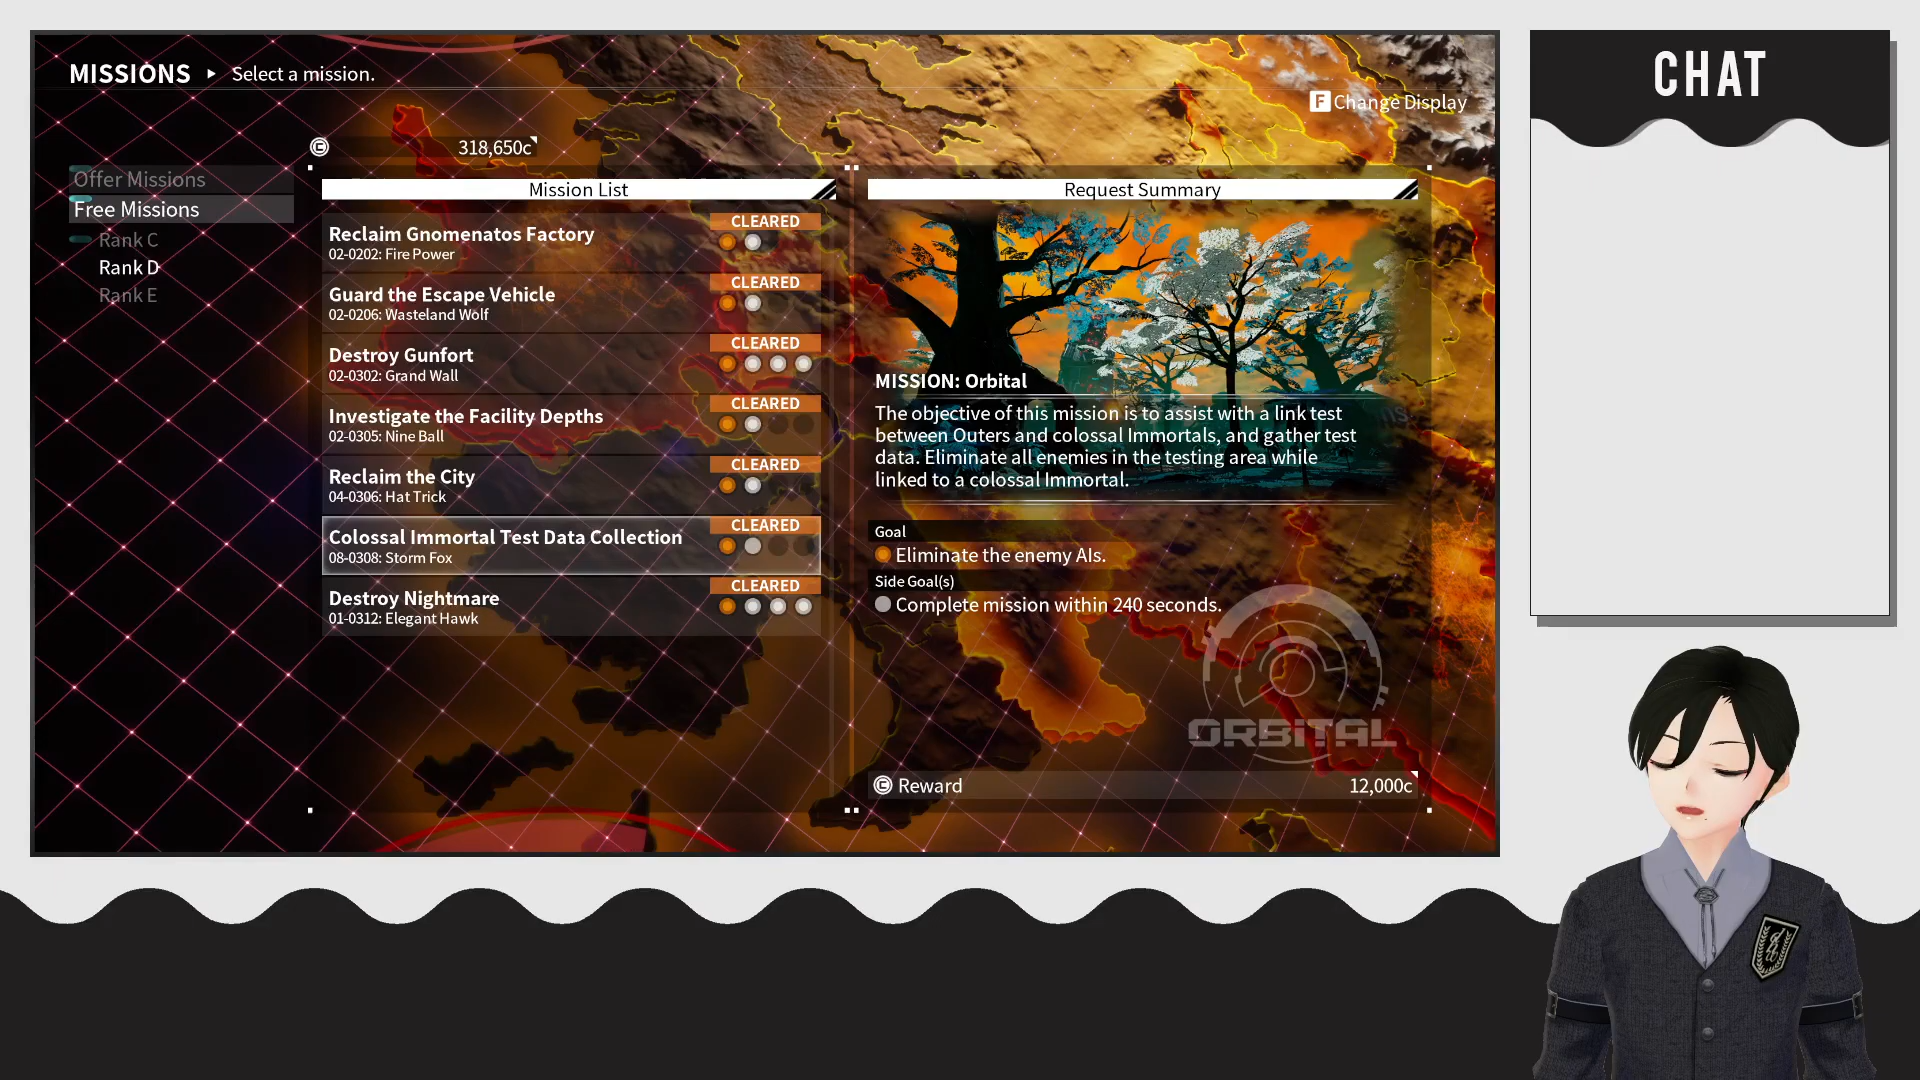 MISSIONS ▶ Select a mission.
F Change Display
318,650c
Offer Missions
Free Missions
Rank C
Rank D
Rank E
Mission List
Reclaim Gnomenatos Factory
02-0202: Fire Power
CLEARED
Guard the Escape Vehicle
02-0206: Wasteland Wolf
CLEARED
Destroy Gunfort
02-0302: Grand Wall
CLEARED
Investigate the Facility Depths
02-0305: Nine Ball
CLEARED
Reclaim the City
04-0306: Hat Trick
CLEARED
Colossal Immortal Test Data Collection
08-0308: Storm Fox
CLEARED
Destroy Nightmare
01-0312: Elegant Hawk
CLEARED
Request Summary
MISSION: Orbital
The objective of this mission is to assist with a link test
between Outers and colossal Immortals, and gather test
data. Eliminate all enemies in the testing area while
linked to a colossal Immortal.
Goal
Eliminate the enemy AIs.
Side Goal(s)
Complete mission within 240 seconds.
ORBITAL
Reward 12,000c
CHAT